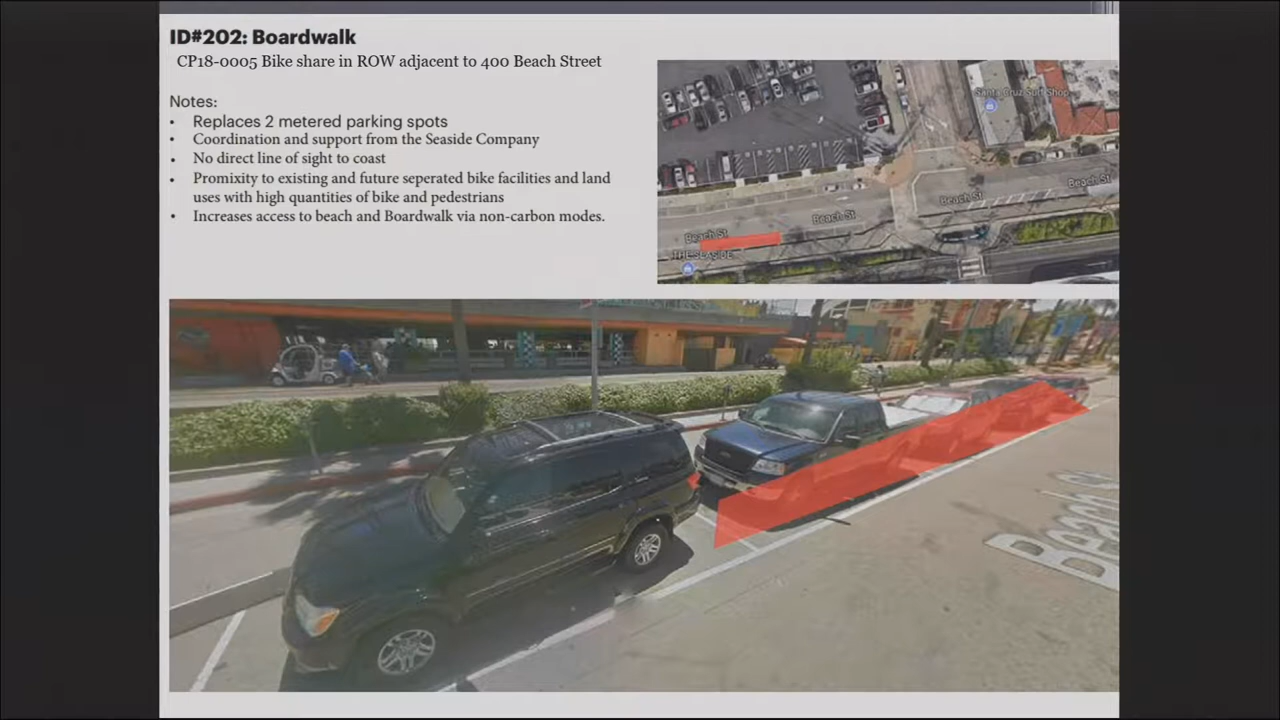 ID#202: Boardwalk
CP18-0005 Bike share in ROW adjacent to 400 Beach Street
Notes:
• Replaces 2 metered parking spots
• Coordination and support from the Seaside Company
• No direct line of sight to coast
• Promixity to existing and future seperated bike facilities and land
uses with high quantities of bike and pedestrians
• Increases access to beach and Boardwalk via non-carbon modes.
Santa Cruz Surf Shop
Beach St
Beach St
Beach St
Beach St
THE SEASIDE
Beach St